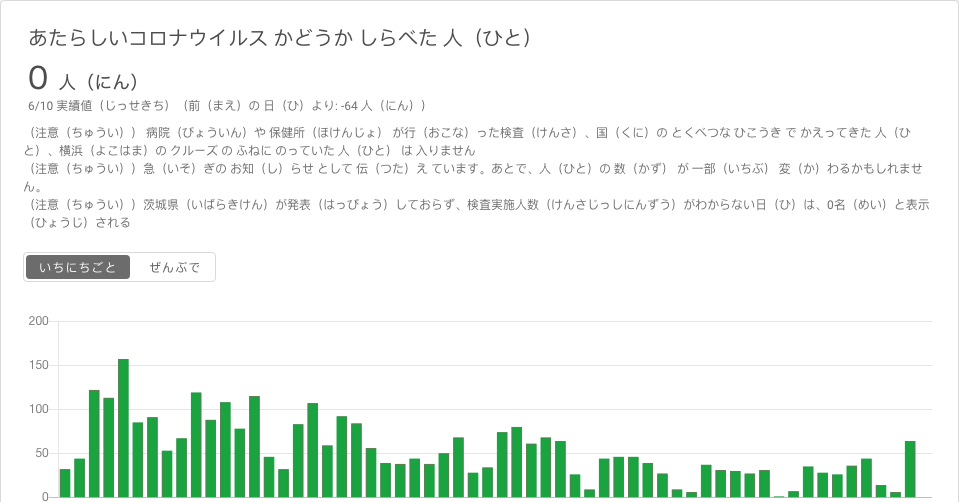 あたらしいコロナウイルス かどうか しらべた 人（ひと）
0 人（にん）
6/10 実績値（じっせきち）（前（まえ）の 日（ひ）より: -64 人（にん））
（注意（ちゅうい）） 病院（びょういん）や 保健所（ほけんじょ） が行（おこな）った検査（けんさ）、国（くに）の とくべつな ひこうき で かえってきた 人（ひ
と）、横浜（よこはま）の クルーズ の ふねに のっていた 人（ひと） は 入りません
（注意（ちゅうい））急（いそ）ぎの お知（し）らせ として 伝（つた）え ています。あとで、人（ひと）の 数（かず） が 一部（いちぶ） 変（か）わるかもしれませ
ん。
（注意（ちゅうい））茨城県（いばらきけん）が発表（はっぴょう）しておらず、検査実施人数（けんさじっしにんずう）がわからない日（ひ）は、0名（めい）と表示
（ひょうじ）される
いちにちごと ぜんぶで
200
150
100
50
0